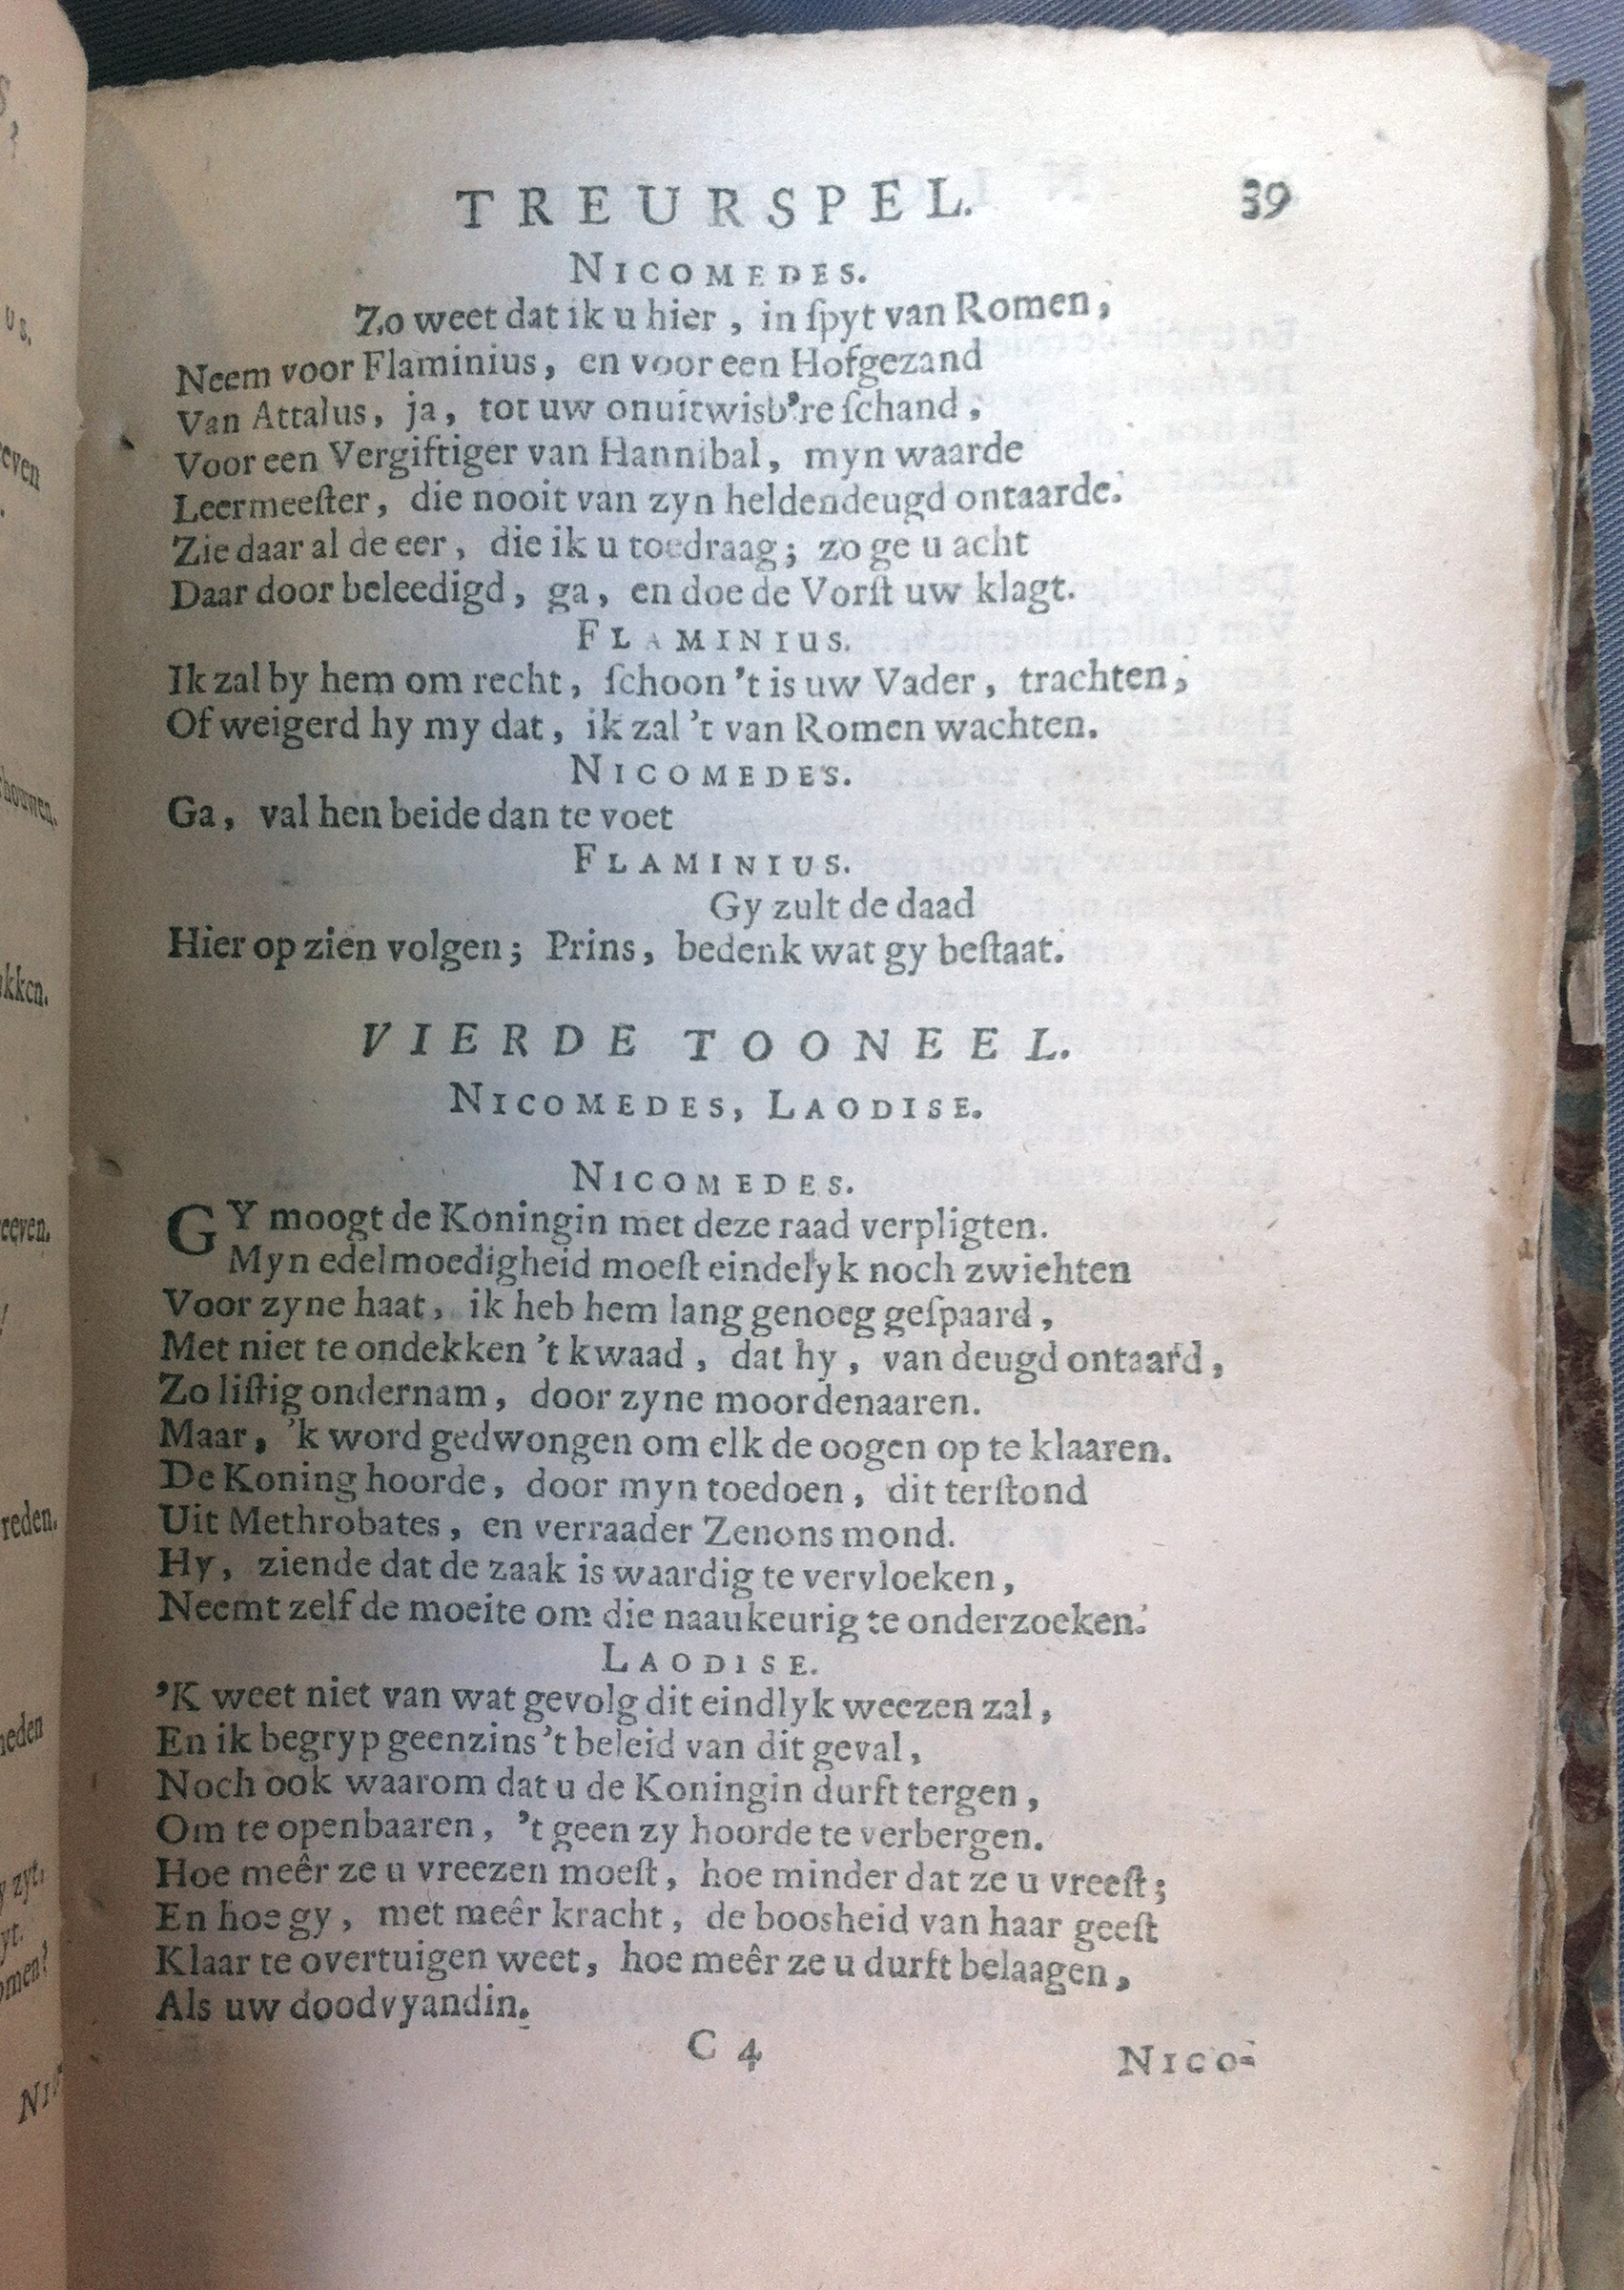 TREURSPEL. 39
NICOMEDES.
Zo weet dat ik u hier, in ſpyt van Romen,
Neem voor Flaminius, en voor een Hofgezand
Van Attalus, ja, tot uw onuitwisb're ſchand,
Voor een Vergiftiger van Hannibal, myn waarde
Leermeeſter, die nooit van zyn heldendeugd ontaarde.
Zie daar al de eer, die ik u toedraag; zo ge u acht
Daar door beleedigd, ga, en doe de Vorſt uw klagt.
FLAMINIUS.
Ik zal by hem om recht, ſchoon 't is uw Vader, trachten,
Of weigerd hy my dat, ik zal 't van Romen wachten.
NICOMEDES.
Ga, val hen beide dan te voet
FLAMINIUS.
Gy zult de daad
Hier op zien volgen; Prins, bedenk wat gy beſtaat.
VIERDE TOONEEL.
NICOMEDES, LAODISE.
NICOMEDES.
GY moogt de Koningin met deze raad verpligten.
Myn edelmoedigheid moeſt eindelyk noch zwichten
Voor zyne haat, ik heb hem lang genoeg geſpaard,
Met niet te ondekken 't kwaad, dat hy, van deugd ontaard,
Zo liſtig ondernam, door zyne moordenaaren.
Maar, 'k word gedwongen om elk de oogen op te klaaren.
De Koning hoorde, door myn toedoen, dit terſtond
Uit Methrobates, en verraader Zenons mond.
Hy, ziende dat de zaak is waardig te vervloeken,
Neemt zelf de moeite om die naaukeurig te onderzoeken.
LAODISE.
'K weet niet van wat gevolg dit eindlyk weezen zal,
En ik begryp geenzins 't beleid van dit geval,
Noch ook waarom dat u de Koningin durft tergen,
Om te openbaaren, 't geen zy hoorde te verbergen.
Hoe meêr ze u vreezen moeſt, hoe minder dat ze u vreeſt;
En hoe gy, met meêr kracht, de boosheid van haar geeſt
Klaar te overtuigen weet, hoe meêr ze u durft belaagen,
Als uw doodvyandin.
C 4 NICO-